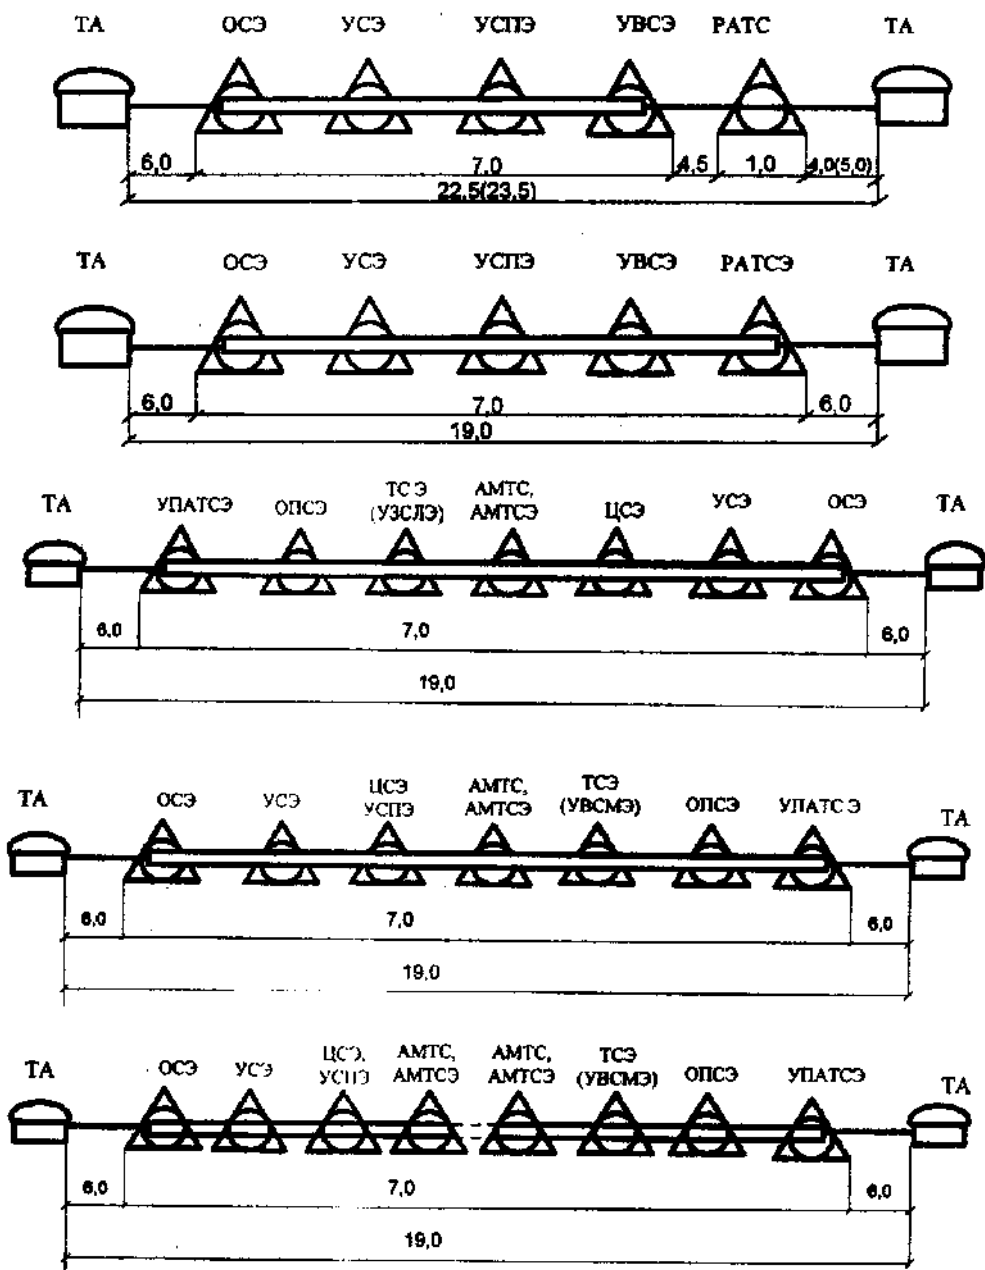 ТА ОСЭ УСЭ УСПЭ УВСЭ РАТС ТА
6,0 7,0 4,5 1,0 4,0(5,0)
22,5(23,5)
ТА ОСЭ УСЭ УСПЭ УВСЭ РАТСЭ ТА
6,0 7,0 6,0
19,0
ТА УПАТСЭ ОПСЭ ТС Э АМТС, ЦСЭ УСЭ ОСЭ ТА
(УЗСЛЭ) АМТСЭ
6,0 7,0 6,0
19,0
ТА ОСЭ УСЭ ЦСЭ АМТС, ТСЭ ОПСЭ УПАТС Э ТА
УСПЭ АМТСЭ (УВСМЭ)
6,0 7,0 6,0
19,0
ТА ОСЭ УСЭ ЦСЭ, АМТС, АМТС, ТСЭ ОПСЭ УПАТСЭ ТА
УСПЭ АМТСЭ АМТСЭ (УВСМЭ)
6,0 7,0 6,0
19,0